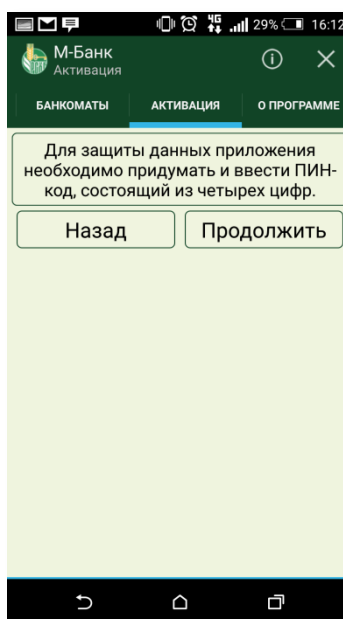 4G 29% 16:12
М-Банк
Активация
БАНКОМАТЫ АКТИВАЦИЯ О ПРОГРАММЕ
Для защиты данных приложения
необходимо придумать и ввести ПИН-
код, состоящий из четырех цифр.
Назад Продолжить